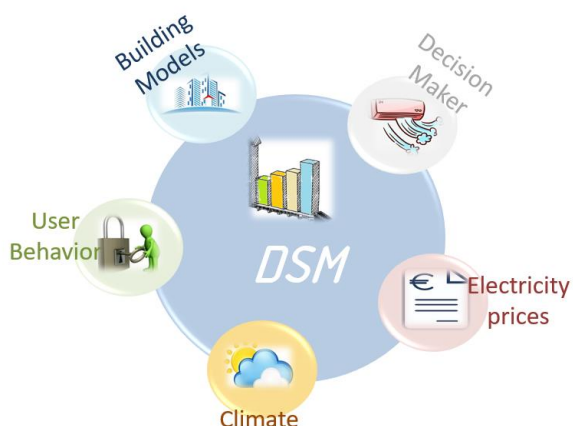 Building
Models
Decision
Maker
User
Behavior
DSM
€
Electricity
prices
Climate